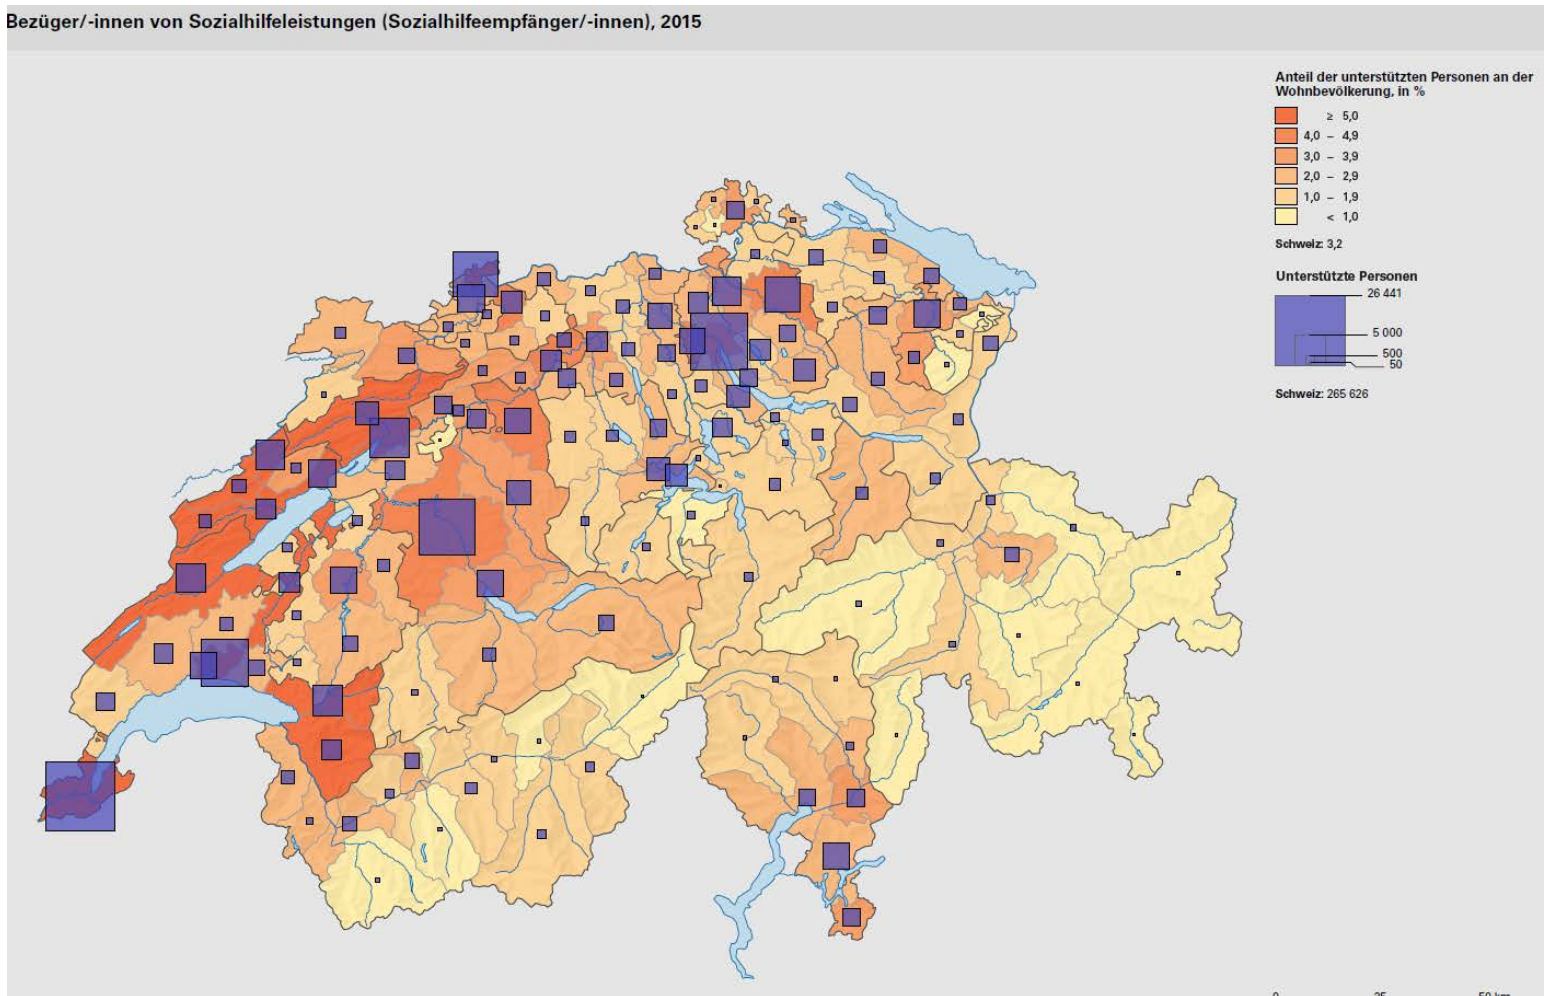 Bezüger/-innen von Sozialhilfeleistungen (Sozialhilfeempfänger/-innen), 2015
Anteil der unterstützten Personen an der
Wohnbevölkerung, in %
≥ 5,0
4,0 – 4,9
3,0 – 3,9
2,0 – 2,9
1,0 – 1,9
< 1,0
Schweiz: 3,2
Unterstützte Personen
26 441
5 000
500
50
Schweiz: 265 626
0 25 50 km